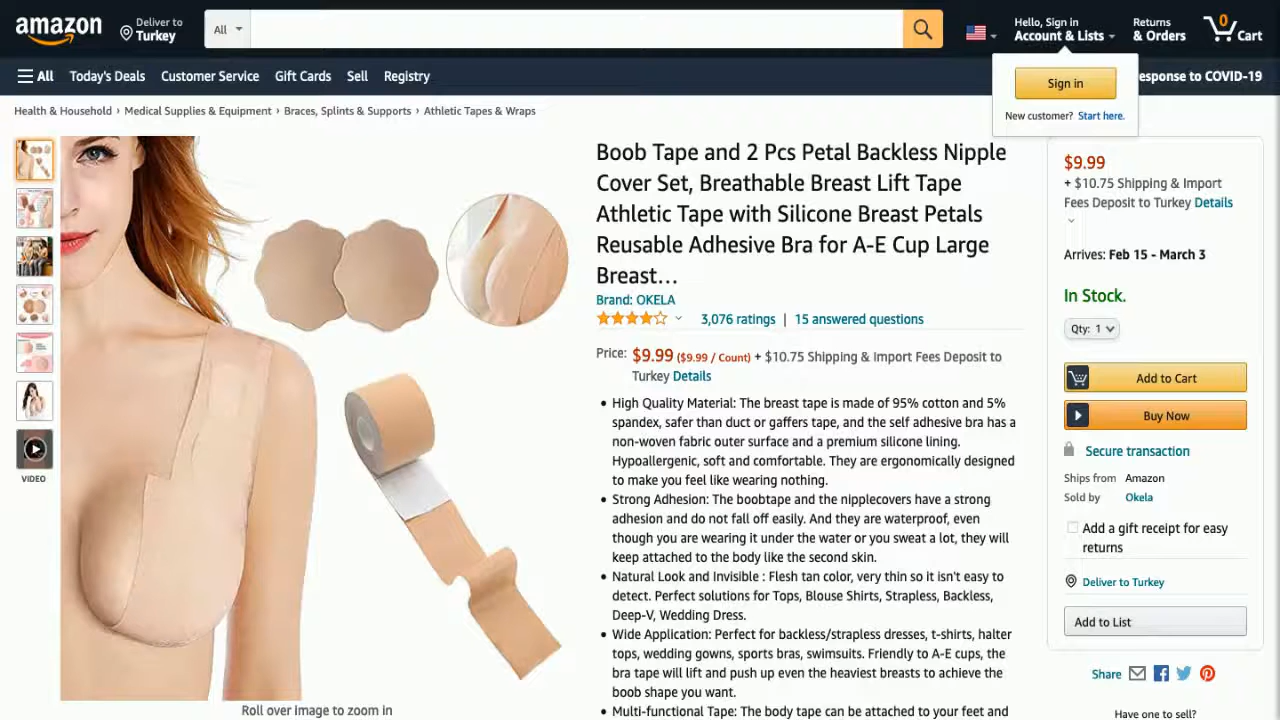 amazon
Deliver to
Turkey
All
Hello, Sign in
Account & Lists
Returns
& Orders
0
Cart
All
Today's Deals
Customer Service
Gift Cards
Sell
Registry
esponse to COVID-19
Sign in
New customer? Start here.
Health & Household › Medical Supplies & Equipment › Braces, Splints & Supports › Athletic Tapes & Wraps
VIDEO
Roll over image to zoom in
Boob Tape and 2 Pcs Petal Backless Nipple
Cover Set, Breathable Breast Lift Tape
Athletic Tape with Silicone Breast Petals
Reusable Adhesive Bra for A-E Cup Large
Breast…
Brand: OKELA
3,076 ratings | 15 answered questions
Price: $9.99 ($9.99 / Count) + $10.75 Shipping & Import Fees Deposit to
Turkey Details
• High Quality Material: The breast tape is made of 95% cotton and 5%
spandex, safer than duct or gaffers tape, and the self adhesive bra has a
non-woven fabric outer surface and a premium silicone lining.
Hypoallergenic, soft and comfortable. They are ergonomically designed
to make you feel like wearing nothing.
• Strong Adhesion: The boobtape and the nipplecovers have a strong
adhesion and do not fall off easily. And they are waterproof, even
though you are wearing it under the water or you sweat a lot, they will
keep attached to the body like the second skin.
• Natural Look and Invisible : Flesh tan color, very thin so it isn't easy to
detect. Perfect solutions for Tops, Blouse Shirts, Strapless, Backless,
Deep-V, Wedding Dress.
• Wide Application: Perfect for backless/strapless dresses, t-shirts, halter
tops, wedding gowns, sports bras, swimsuits. Friendly to A-E cups, the
bra tape will lift and push up even the heaviest breasts to achieve the
boob shape you want.
• Multi-functional Tape: The body tape can be attached to your feet and
$9.99
+ $10.75 Shipping & Import
Fees Deposit to Turkey Details
Arrives: Feb 15 - March 3
In Stock.
Qty: 1
Add to Cart
Buy Now
Secure transaction
Ships from Amazon
Sold by Okela
Add a gift receipt for easy
returns
Deliver to Turkey
Add to List
Share
Have one to sell?